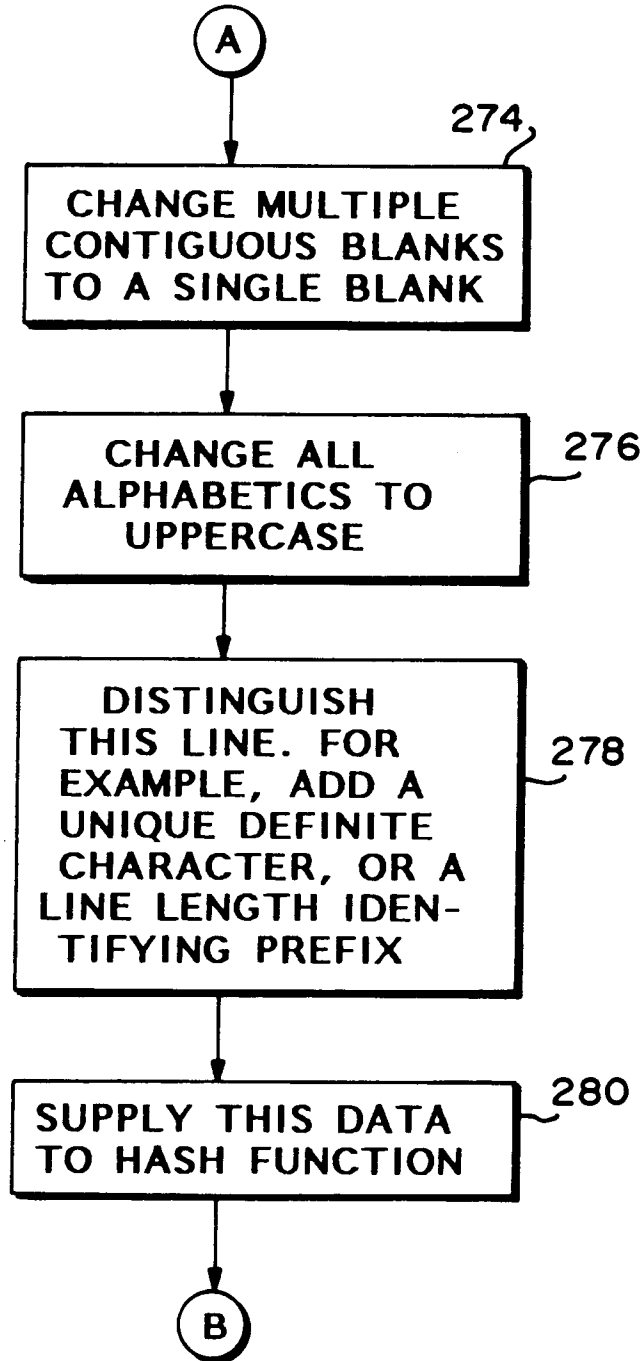 A
274
CHANGE MULTIPLE
CONTIGUOUS BLANKS
TO A SINGLE BLANK
276
CHANGE ALL
ALPHABETICS TO
UPPERCASE
278
DISTINGUISH
THIS LINE. FOR
EXAMPLE, ADD A
UNIQUE DEFINITE
CHARACTER, OR A
LINE LENGTH IDEN-
TIFYING PREFIX
280
SUPPLY THIS DATA
TO HASH FUNCTION
B